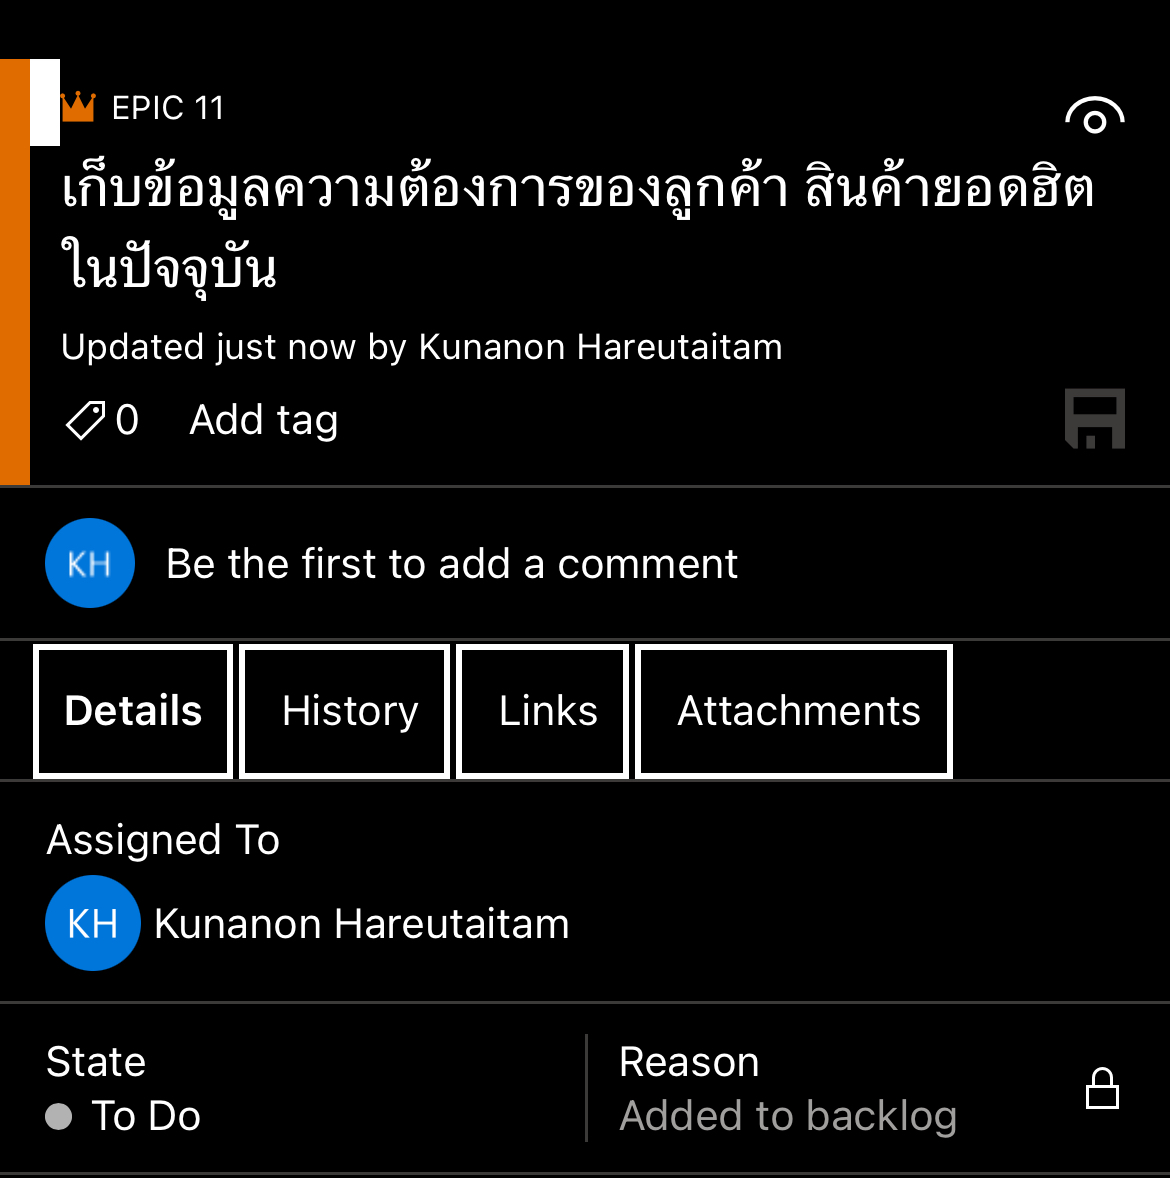 EPIC 11
เก็บข้อมูลความต้องการของลูกค้า สินค้ายอดฮิต
ในปัจจุบัน
Updated just now by Kunanon Hareutaitam
0 Add tag
KH Be the first to add a comment
Details History Links Attachments
Assigned To
KH Kunanon Hareutaitam
State Reason
To Do Added to backlog